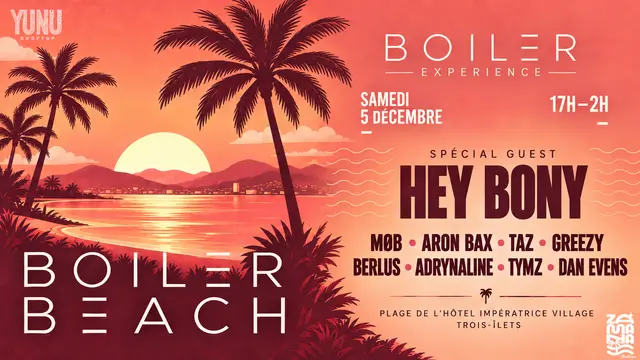 YUNU
ROOFTOP
BOILER
EXPERIENCE
SAMEDI
5 DÉCEMBRE
17H–2H
SPÉCIAL GUEST
HEY BONY
MØB • ARON BAX • TAZ • GREEZY
BERLUS • ADRYNALINE • TYMZ • DAN EVENS
PLAGE DE L'HÔTEL IMPÉRATRICE VILLAGE
TROIS-ÎLETS
BOILER
BEACH